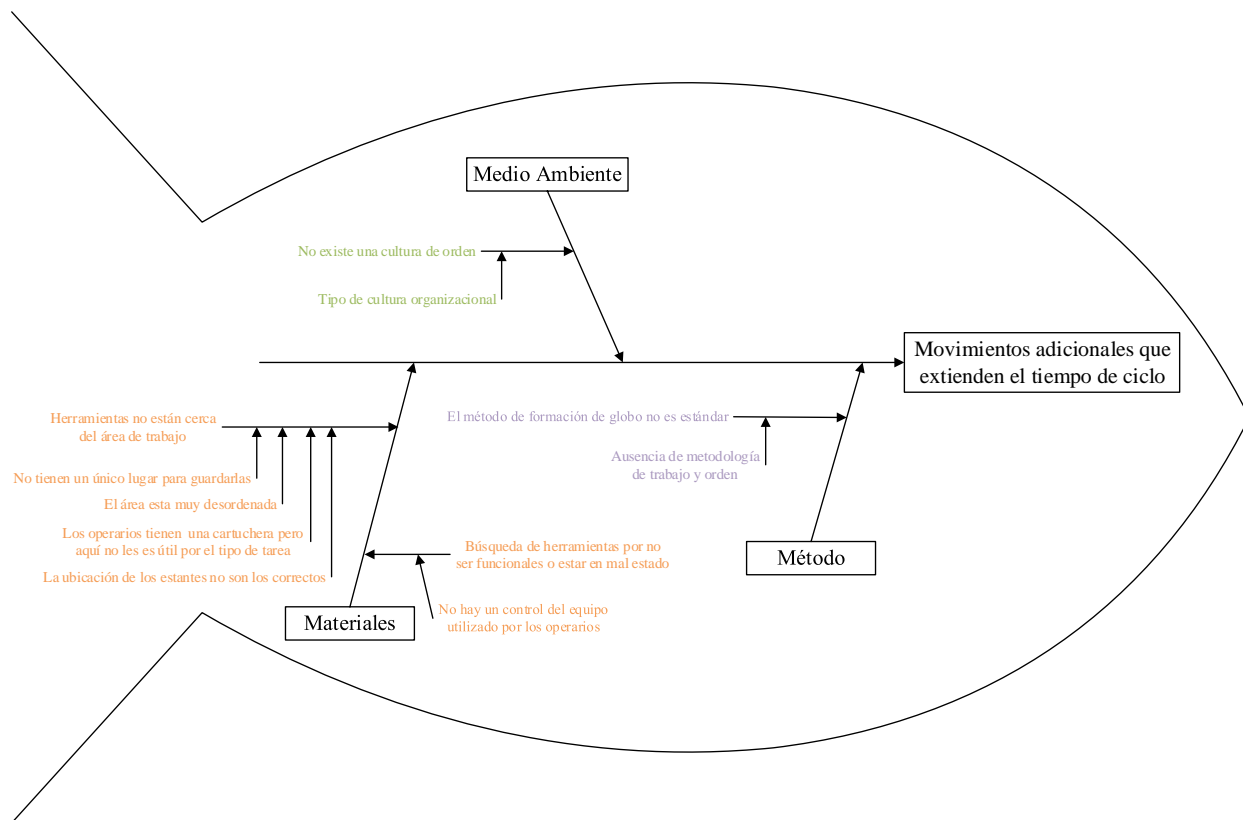 Medio Ambiente
No existe una cultura de orden
Tipo de cultura organizacional
Movimientos adicionales que
extienden el tiempo de ciclo
Herramientas no están cerca
del área de trabajo
No tienen un único lugar para guardarlas
El área esta muy desordenada
Los operarios tienen una cartuchera pero
aquí no les es útil por el tipo de tarea
La ubicación de los estantes no son los correctos
Búsqueda de herramientas por no
ser funcionales o estar en mal estado
No hay un control del equipo
utilizado por los operarios
Materiales
El método de formación de globo no es estándar
Ausencia de metodología
de trabajo y orden
Método